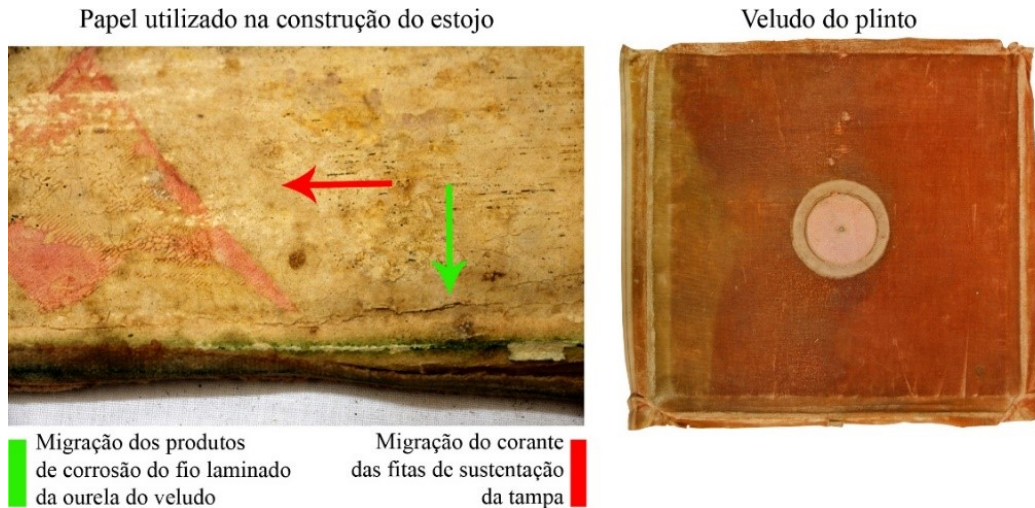 Papel utilizado na construção do estojo
Veludo do plinto
Migração dos produtos
de corrosão do fio laminado
da ourela do veludo
Migração do corante
das fitas de sustentação
da tampa